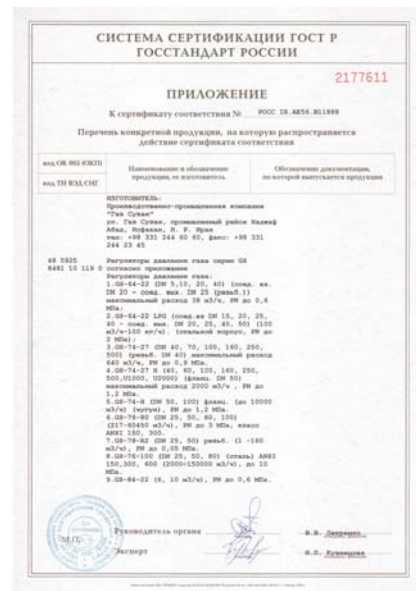 СИСТЕМА СЕРТИФИКАЦИИ ГОСТ Р
ГОССТАНДАРТ РОССИИ
2177611
ПРИЛОЖЕНИЕ
К сертификату соответствия № РОСС IR.АЕ56.В11888
Перечень конкретной продукции, на которую распространяется
действие сертификата соответствия
код ОК 005 (ОКП)
код ТН ВЭД СНГ
Наименование и обозначение
продукции, ее изготовитель
Обозначение документации,
по которой выпускается продукция
ИЗГОТОВИТЕЛЬ:
Производственно-промышленная компания
"Газ Сузан"
ул. Газ Сузан, промышленный район Наджаф
Абад, Исфахан, И. Р. Иран
тел: +98 331 244 60 60, факс: +98 331
244 23 45
48 5925
8481 10 119 0
Регуляторы давления газа серии GS
согласно приложению
Регуляторы давления газа:
1.GS-64-22 (DN 5,10, 20, 40) (соед. вх.
DN 20 – соед. вых. DN 25 (резьб.))
максимальный расход 38 м3/ч, PN до 0,6
МПа;
2.GS-64-22 LPG (соед.вх DN 15, 20, 25,
40 - соед. вых. DN 20, 25, 40, 50) (100
м3/ч-100 кг/ч). (стальной корпус, PN до
2 МПа);
3.GS-74-27 (DN 40, 70, 100, 160, 250,
500) (резьб. DN 40) максимальный расход
640 м3/ч, PN до 0,9 МПа.
4.GS-74-27 H (40, 60, 100, 160, 250,
500,U1000, U2000) (фланц. DN 50)
максимальный расход 2000 м3/ч , PN до
1,2 МПа.
5.GS-74-H (DN 50, 100) фланц. (до 10000
м3/ч) (чугун), PN до 1,2 МПа.
6.GS-76-80 (DN 25, 50, 80, 100)
(217-60450 м3/ч), PN до 3 МПа, класс
ANSI 150, 300.
7.GS-78-H2 (DN 25, 50) резьб. (1 -160
м3/ч), PN до 0,05 МПа.
8.GS-76-100 (DN 25, 50, 80) (сталь) ANSI
150,300, 600 (2000÷150000 м3/ч), до 10
МПа.
9.GS-84-22 (6, 10 м3/ч), PN до 0,6 МПа.
Руководитель органа
М.П.
Эксперт
Н.П. Кузнецова